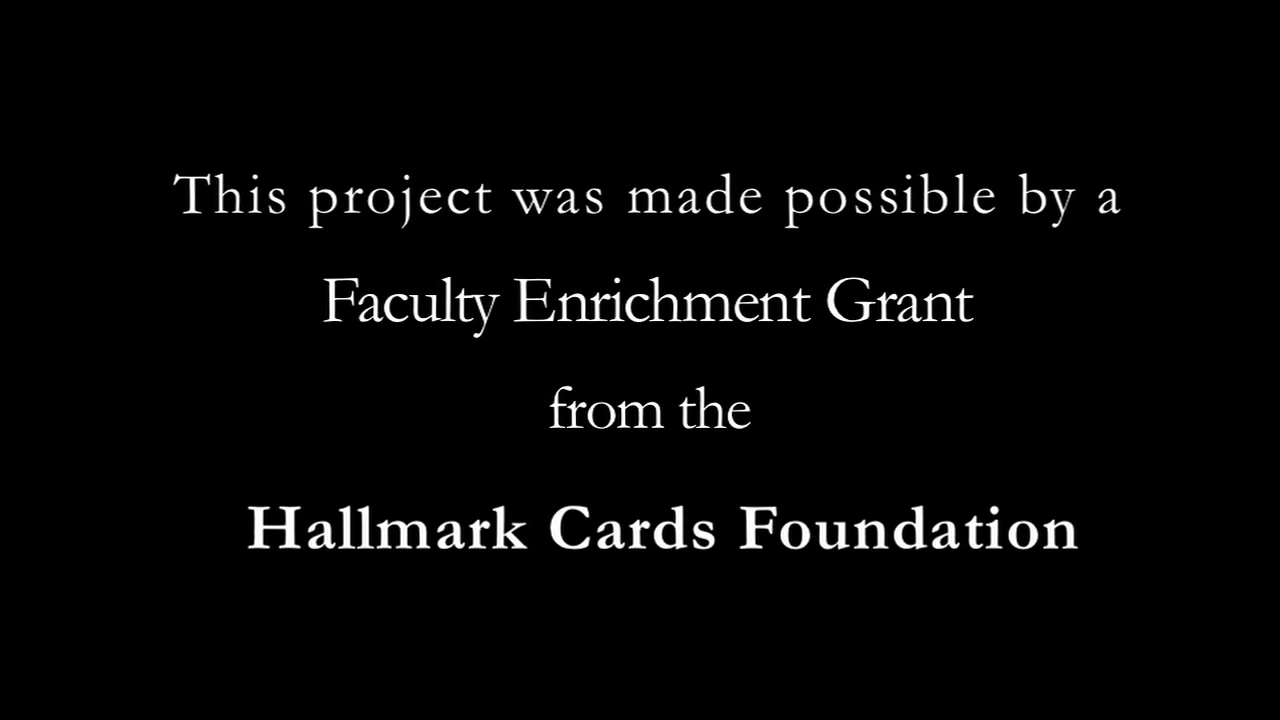 This project was made possible by a
Faculty Enrichment Grant
from the
Hallmark Cards Foundation